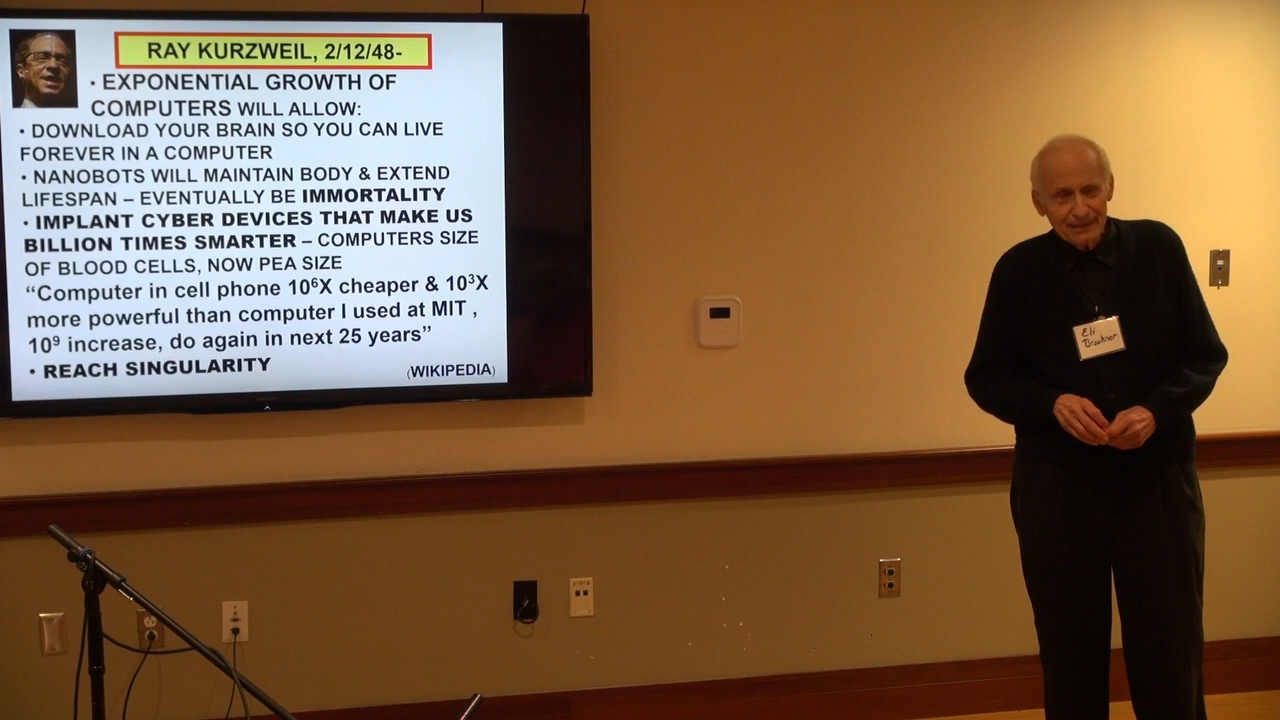 RAY KURZWEIL, 2/12/48-
• EXPONENTIAL GROWTH OF
COMPUTERS WILL ALLOW:
• DOWNLOAD YOUR BRAIN SO YOU CAN LIVE
FOREVER IN A COMPUTER
• NANOBOTS WILL MAINTAIN BODY & EXTEND
LIFESPAN – EVENTUALLY BE IMMORTALITY
• IMPLANT CYBER DEVICES THAT MAKE US
BILLION TIMES SMARTER – COMPUTERS SIZE
OF BLOOD CELLS, NOW PEA SIZE
“Computer in cell phone 10⁶X cheaper & 10³X
more powerful than computer I used at MIT ,
10⁹ increase, do again in next 25 years”
• REACH SINGULARITY
(WIKIPEDIA)
Eli
Brookner